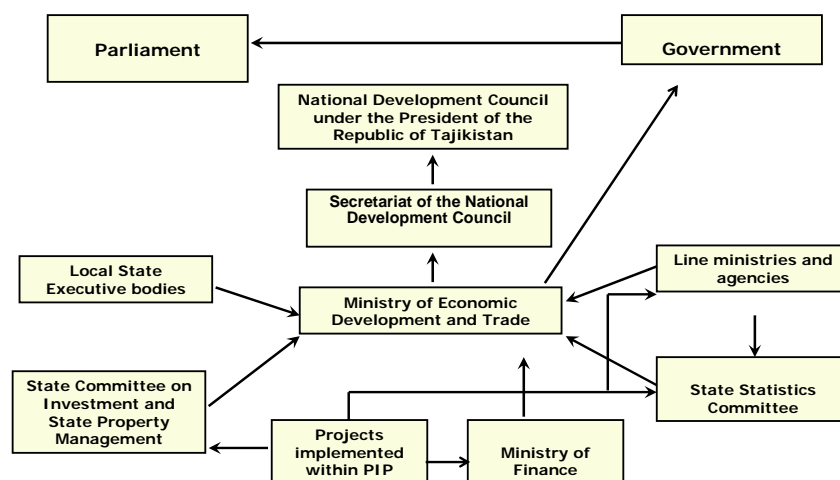 Parliament
Government
National Development Council
under the President of the
Republic of Tajikistan
Secretariat of the National
Development Council
Local State
Executive bodies
Line ministries and
agencies
Ministry of Economic
Development and Trade
State Committee on
Investment and
State Property
Management
State Statistics
Committee
Projects
implemented
within PIP
Ministry of
Finance